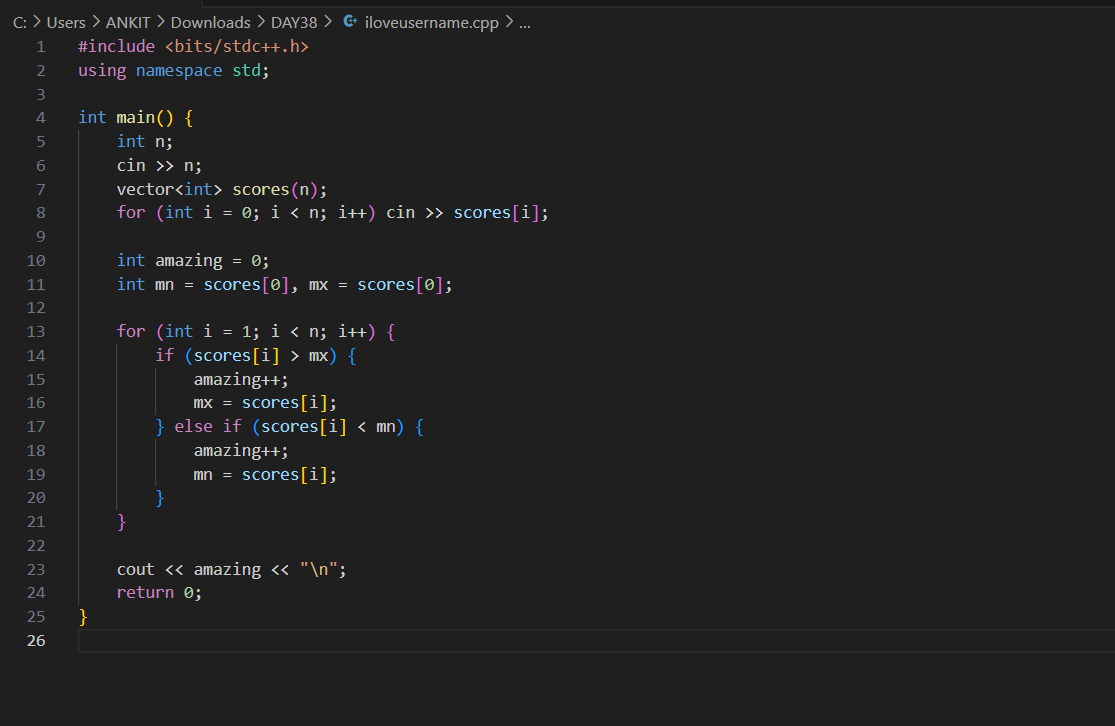 C: > Users > ANKIT > Downloads > DAY38 > iloveusername.cpp > ...
1 #include <bits/stdc++.h>
2 using namespace std;
3
4 int main() {
5     int n;
6     cin >> n;
7     vector<int> scores(n);
8     for (int i = 0; i < n; i++) cin >> scores[i];
9
10     int amazing = 0;
11     int mn = scores[0], mx = scores[0];
12
13     for (int i = 1; i < n; i++) {
14         if (scores[i] > mx) {
15             amazing++;
16             mx = scores[i];
17         } else if (scores[i] < mn) {
18             amazing++;
19             mn = scores[i];
20         }
21     }
22
23     cout << amazing << "\n";
24     return 0;
25 }
26